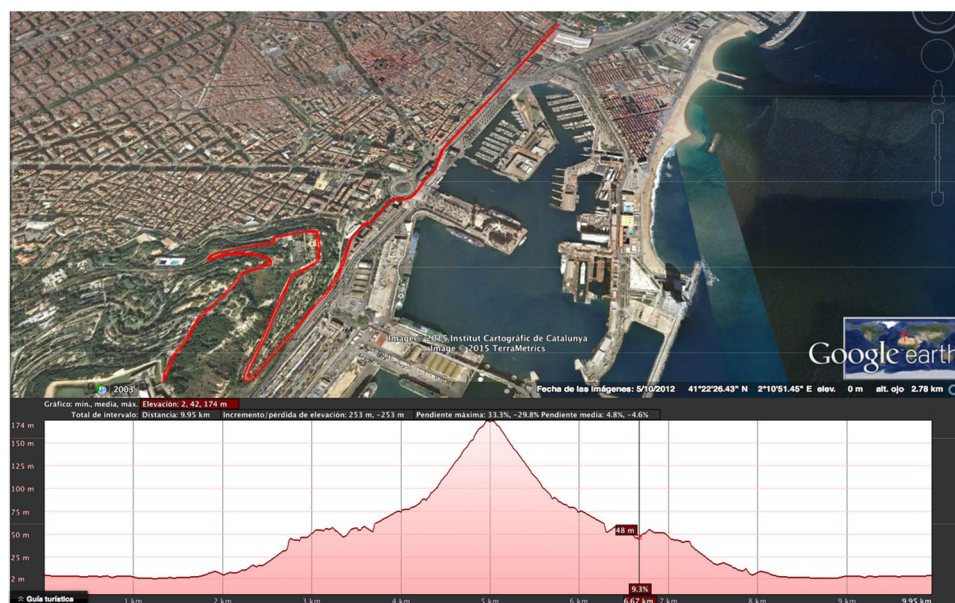 Image © 2015 Institut Cartogràfic de Catalunya
Image © 2015 TerraMetrics
Google earth
2003
Fecha de las imágenes: 5/10/2012 41°22'26.43" N 2°10'51.45" E elev. 0 m alt. ojo 2.78 km
Gráfico: mín., media, máx. Elevación: 2, 42, 174 m
Total de intervalo: Distancia: 9.95 km Incremento/pérdida de elevación: 253 m, -253 m Pendiente máxima: 33.3%, -29.8% Pendiente media: 4.8%, -4.6%
174 m
150 m
125 m
100 m
75 m
50 m
48 m
25 m
2 m
9.3%
Guía turística
1 km 2 km 3 km 4 km 5 km 6 km 6.67 km 7 km 8 km 9 km 9.95 km